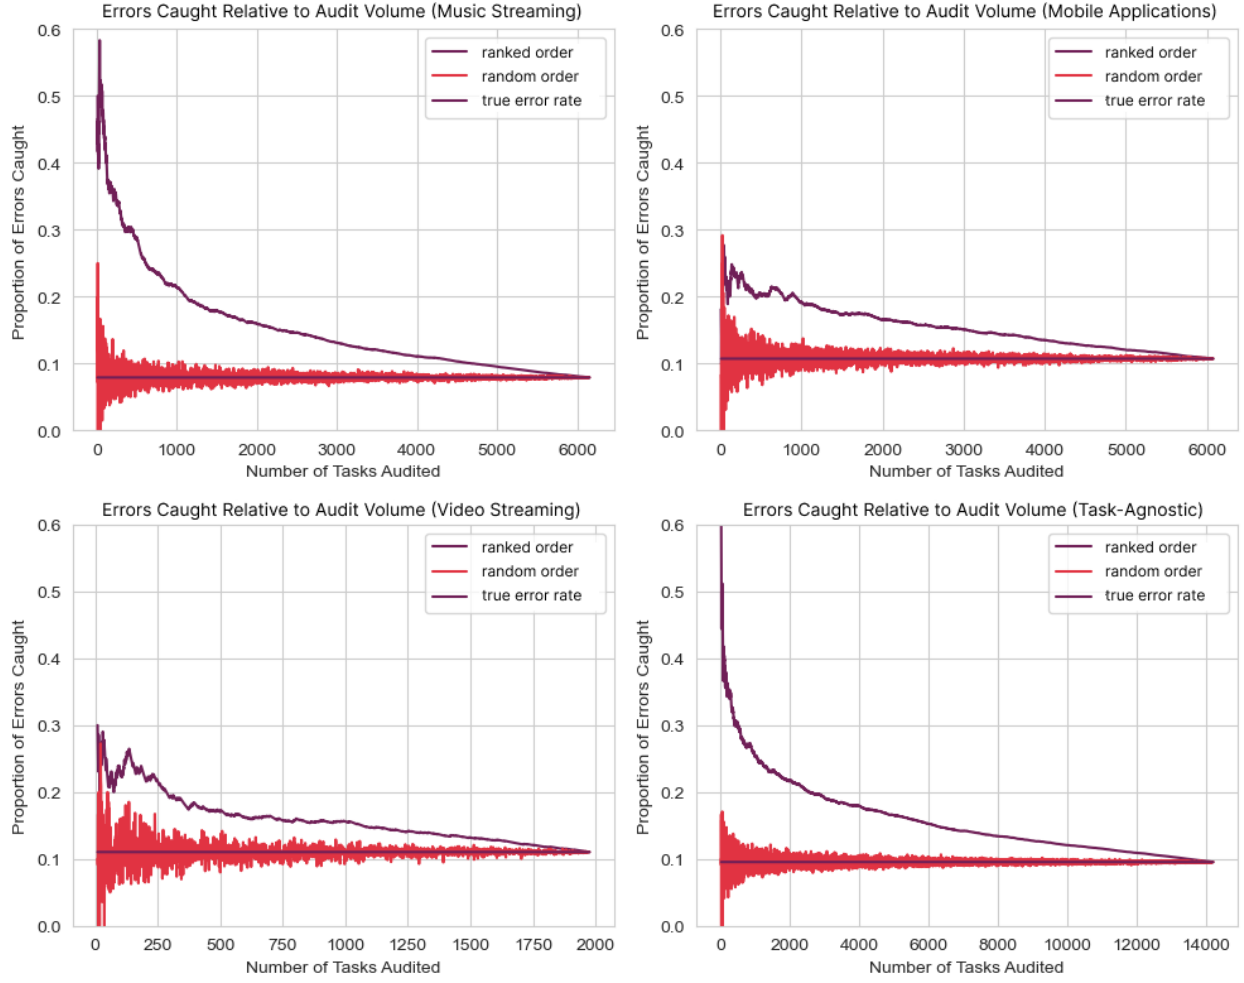 Errors Caught Relative to Audit Volume (Music Streaming)
Proportion of Errors Caught
0.6
0.5
0.4
0.3
0.2
0.1
0.0
ranked order
random order
true error rate
0 1000 2000 3000 4000 5000 6000
Number of Tasks Audited
Errors Caught Relative to Audit Volume (Mobile Applications)
Proportion of Errors Caught
0.6
0.5
0.4
0.3
0.2
0.1
0.0
ranked order
random order
true error rate
0 1000 2000 3000 4000 5000 6000
Number of Tasks Audited
Errors Caught Relative to Audit Volume (Video Streaming)
Proportion of Errors Caught
0.6
0.5
0.4
0.3
0.2
0.1
0.0
ranked order
random order
true error rate
0 250 500 750 1000 1250 1500 1750 2000
Number of Tasks Audited
Errors Caught Relative to Audit Volume (Task-Agnostic)
Proportion of Errors Caught
0.6
0.5
0.4
0.3
0.2
0.1
0.0
ranked order
random order
true error rate
0 2000 4000 6000 8000 10000 12000 14000
Number of Tasks Audited